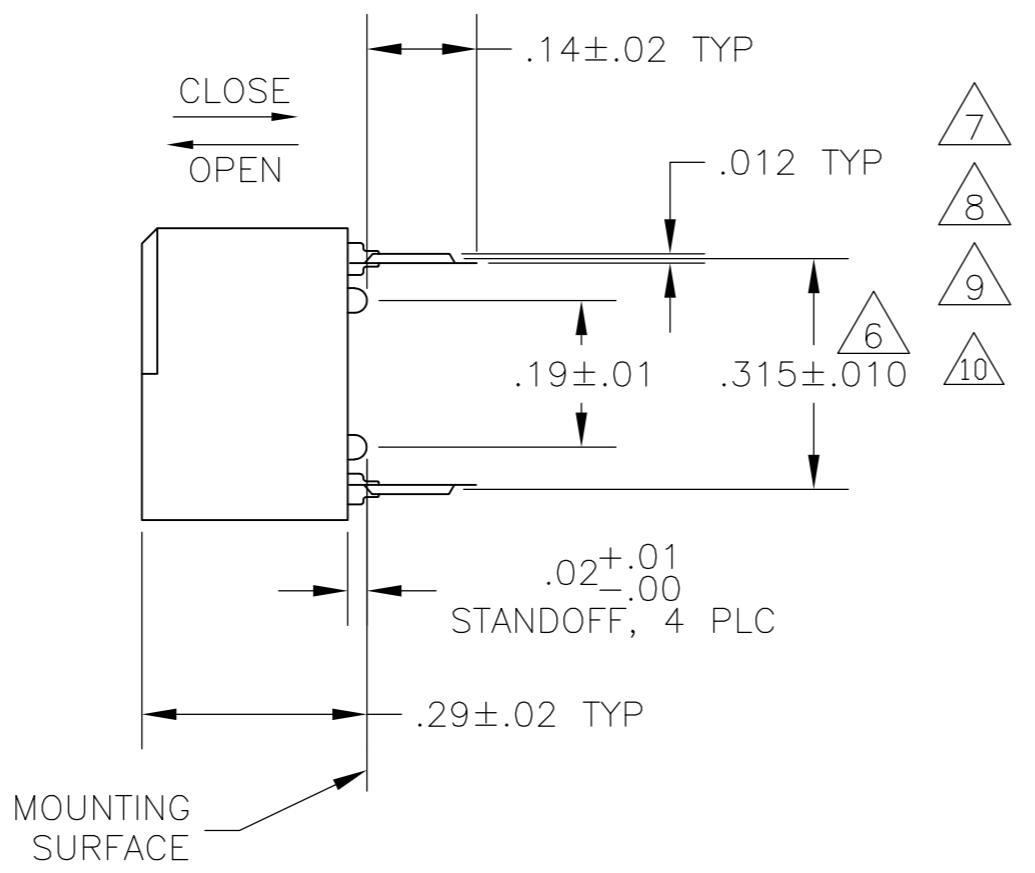 .14±.02 TYP
CLOSE
OPEN
.012 TYP
7
8
9
6
10
.19±.01
.315±.010
.02+.01
-.00
STANDOFF, 4 PLC
.29±.02 TYP
MOUNTING
SURFACE